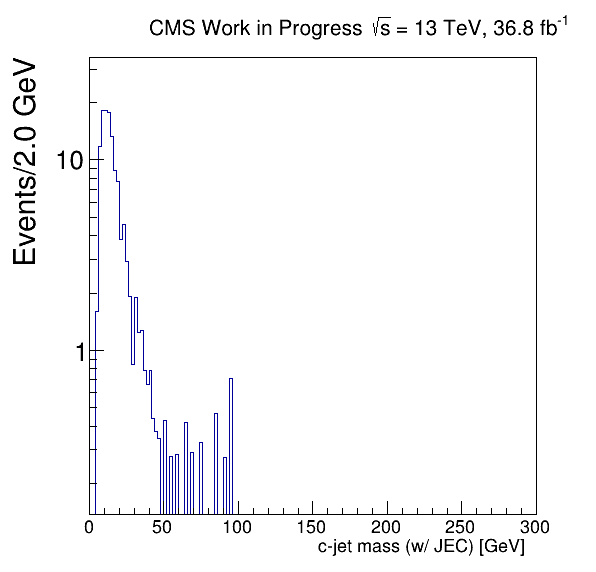 CMS Work in Progress √s = 13 TeV, 36.8 fb⁻¹
Events/2.0 GeV
10
1
0 50 100 150 200 250 300
c-jet mass (w/ JEC) [GeV]